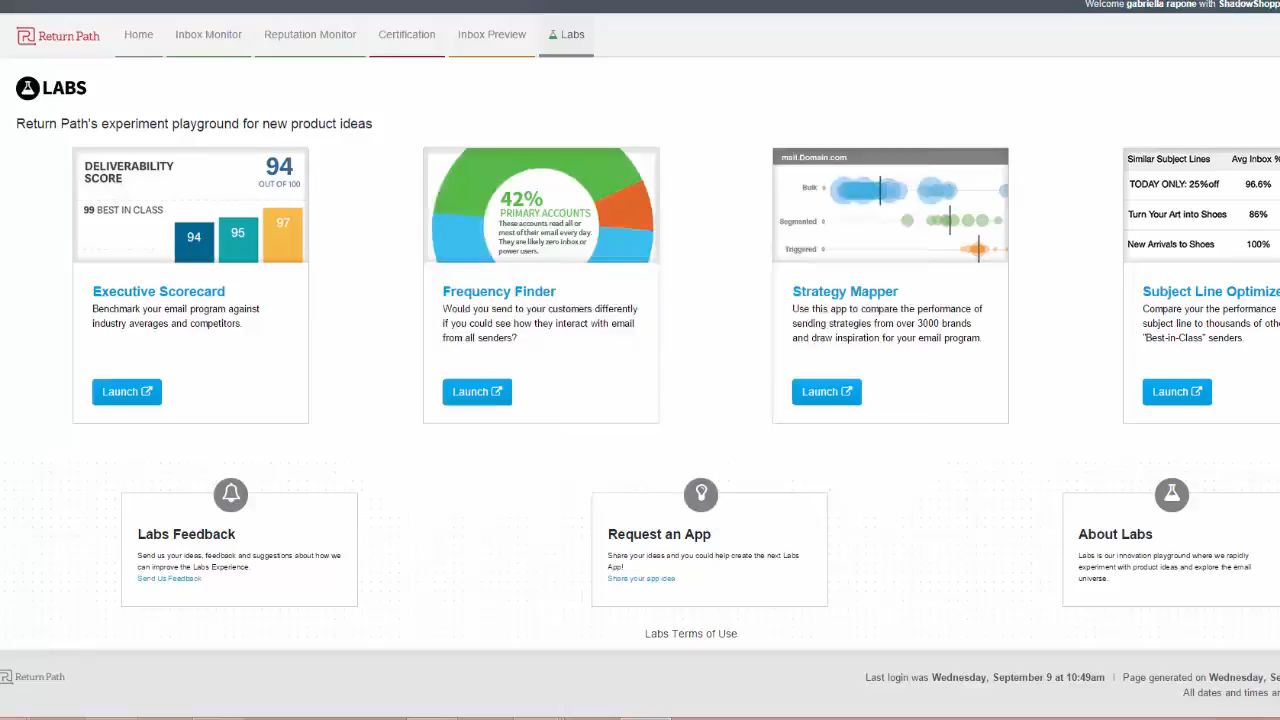 Welcome gabriella rapone with ShadowShopp
Return Path Home Inbox Monitor Reputation Monitor Certification Inbox Preview Labs
LABS
Return Path's experiment playground for new product ideas
DELIVERABILITY
SCORE
94
OUT OF 100
99 BEST IN CLASS
94 95 97
Executive Scorecard
Benchmark your email program against
industry averages and competitors.
Launch
42%
PRIMARY ACCOUNTS
These accounts read all or
most of their email every day.
They are likely zero inbox or
power users.
Frequency Finder
Would you send to your customers differently
if you could see how they interact with email
from all senders?
Launch
mail.Domain.com
Bulk
Segmented
Triggered
Strategy Mapper
Use this app to compare the performance of
sending strategies from over 3000 brands
and draw inspiration for your email program.
Launch
Similar Subject Lines Avg Inbox %
TODAY ONLY: 25%off 96.6%
Turn Your Art into Shoes 86%
New Arrivals to Shoes 100%
Subject Line Optimize
Compare your the performance
subject line to thousands of oth
"Best-in-Class" senders.
Launch
Labs Feedback
Send us your ideas, feedback and suggestions about how we
can improve the Labs Experience.
Send Us Feedback
Request an App
Share your ideas and you could help create the next Labs
App!
Share your app idea
About Labs
Labs is our innovation playground where we rapidly
experiment with product ideas and explore the email
universe.
Labs Terms of Use
Return Path
Last login was Wednesday, September 9 at 10:49am | Page generated on Wednesday, Se
All dates and times ar